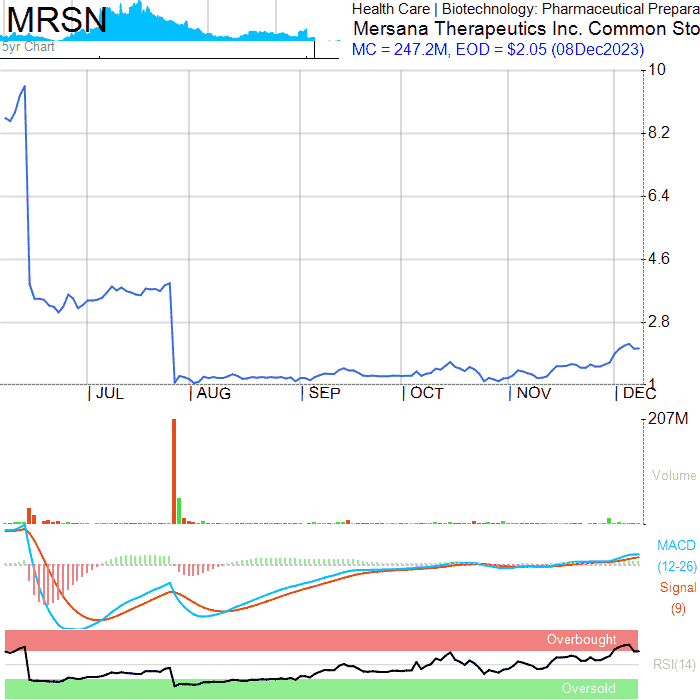 MRSN
5yr Chart
Health Care | Biotechnology: Pharmaceutical Prepara
Mersana Therapeutics Inc. Common Sto
MC = 247.2M, EOD = $2.05 (08Dec2023)
10
8.2
6.4
4.6
2.8
1
JUL
AUG
SEP
OCT
NOV
DEC
207M
Volume
MACD
(12-26)
Signal
(9)
Overbought
RSI(14)
Oversold